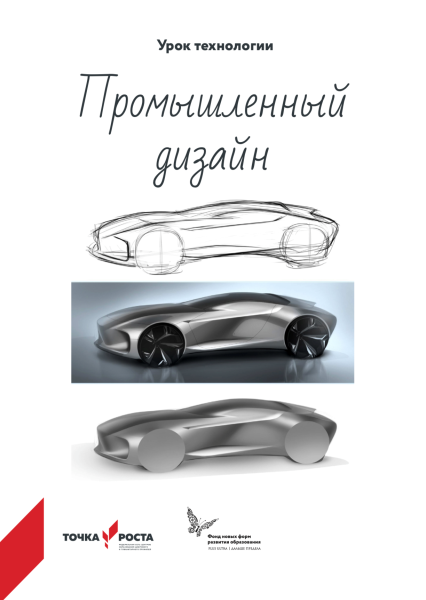 Урок технологии
Промышленный
дизайн
ТОЧКА РОСТА
Фонд новых форм
развития образования